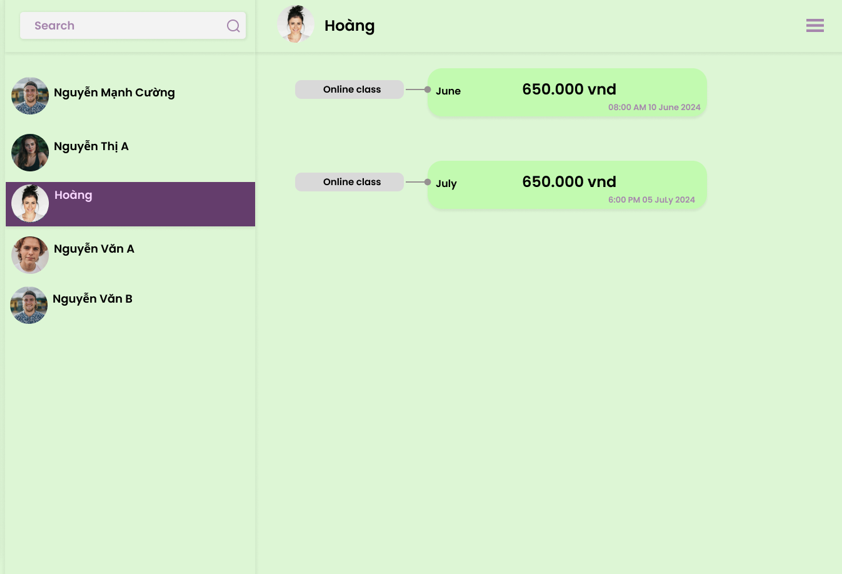 Search
Hoàng
Nguyễn Mạnh Cường
Nguyễn Thị A
Hoàng
Nguyễn Văn A
Nguyễn Văn B
Online class
June
650.000 vnd
08:00 AM 10 June 2024
Online class
July
650.000 vnd
6:00 PM 05 JuLy 2024